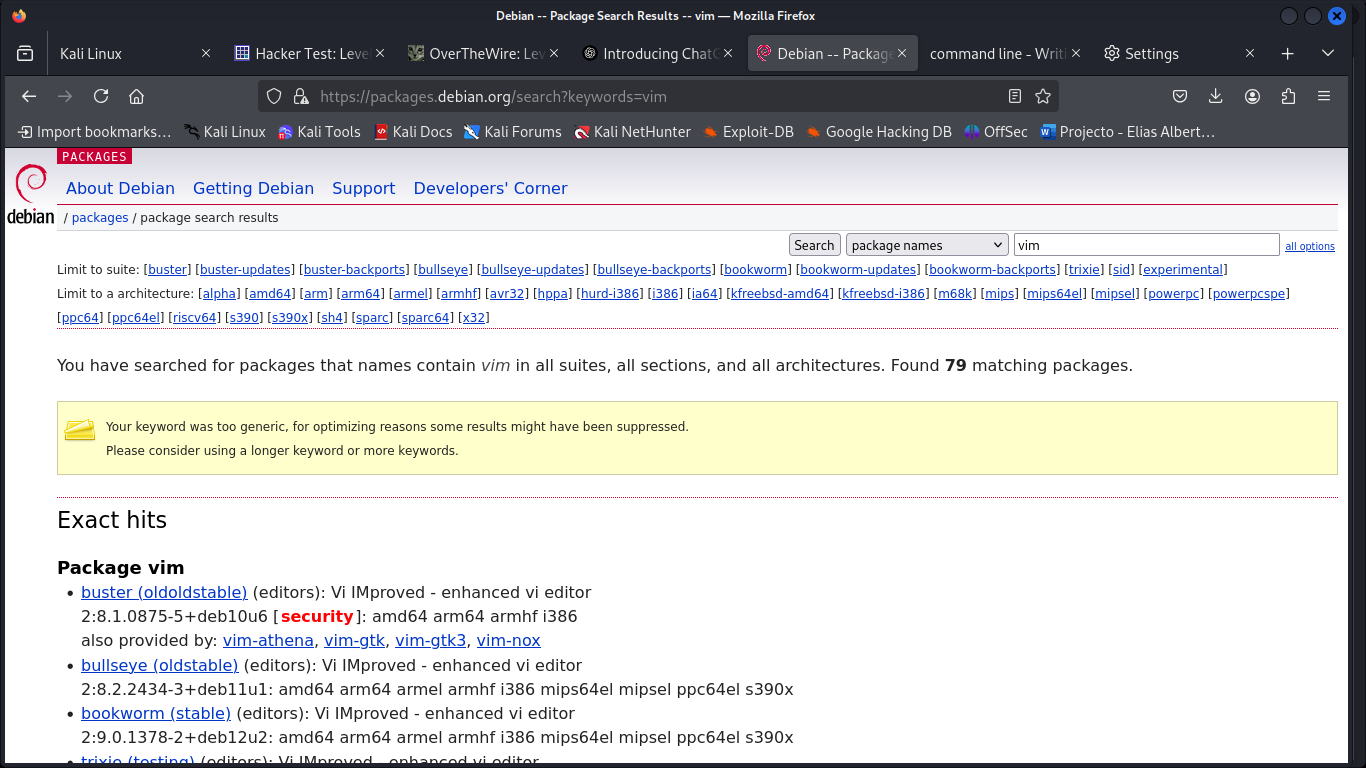 Debian -- Package Search Results -- vim — Mozilla Firefox
Kali Linux Hacker Test: Leve OverTheWire: Lev Introducing ChatG Debian -- Package command line - Writi Settings
https://packages.debian.org/search?keywords=vim
Import bookmarks... Kali Linux Kali Tools Kali Docs Kali Forums Kali NetHunter Exploit-DB Google Hacking DB OffSec Projecto - Elias Albert...
PACKAGES
About Debian Getting Debian Support Developers' Corner
debian / packages / package search results
Search package names vim all options
Limit to suite: [buster] [buster-updates] [buster-backports] [bullseye] [bullseye-updates] [bullseye-backports] [bookworm] [bookworm-updates] [bookworm-backports] [trixie] [sid] [experimental]
Limit to a architecture: [alpha] [amd64] [arm] [arm64] [armel] [armhf] [avr32] [hppa] [hurd-i386] [i386] [ia64] [kfreebsd-amd64] [kfreebsd-i386] [m68k] [mips] [mips64el] [mipsel] [powerpc] [powerpcspe]
[ppc64] [ppc64el] [riscv64] [s390] [s390x] [sh4] [sparc] [sparc64] [x32]
You have searched for packages that names contain vim in all suites, all sections, and all architectures. Found 79 matching packages.
Your keyword was too generic, for optimizing reasons some results might have been suppressed.
Please consider using a longer keyword or more keywords.
Exact hits
Package vim
• buster (oldoldstable) (editors): Vi IMproved - enhanced vi editor
2:8.1.0875-5+deb10u6 [security]: amd64 arm64 armhf i386
also provided by: vim-athena, vim-gtk, vim-gtk3, vim-nox
• bullseye (oldstable) (editors): Vi IMproved - enhanced vi editor
2:8.2.2434-3+deb11u1: amd64 arm64 armel armhf i386 mips64el mipsel ppc64el s390x
• bookworm (stable) (editors): Vi IMproved - enhanced vi editor
2:9.0.1378-2+deb12u2: amd64 arm64 armel armhf i386 mips64el mipsel ppc64el s390x
• trixie (testing) (editors): Vi IMproved - enhanced vi editor